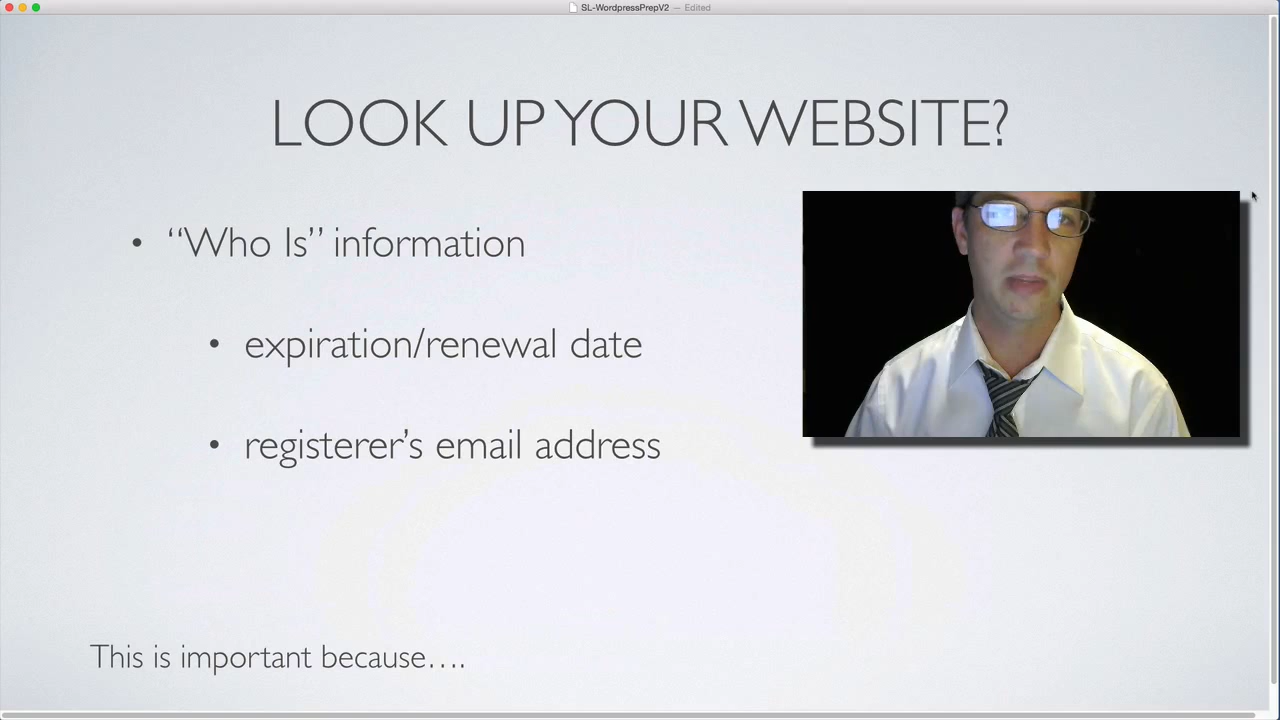 SL-WordpressPrepV2 — Edited
LOOK UP YOUR WEBSITE?
• “Who Is” information
• expiration/renewal date
• registerer’s email address
This is important because….